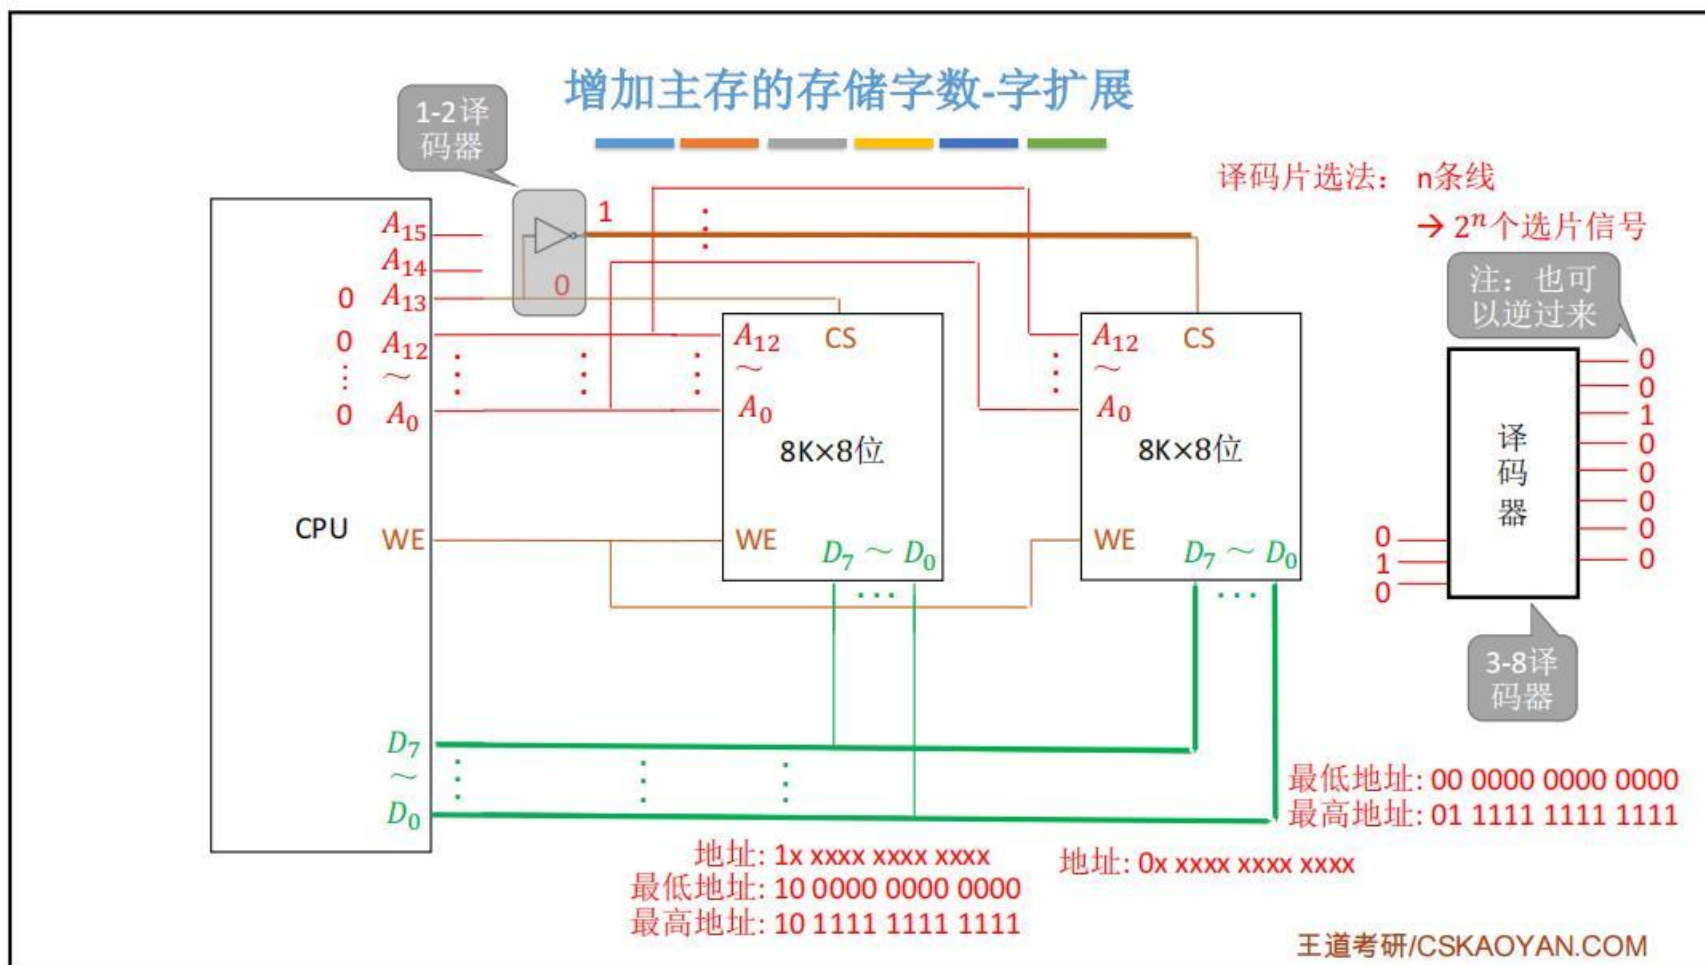 增加主存的存储字数-字扩展
1-2译
码器
译码片选法： n条线
→ 2ⁿ个选片信号
注：也可
以逆过来
A₁₅
A₁₄
0 A₁₃
0 A₁₂
⋮ ~
0 A₀
1
0
CPU
WE
D₇
~
D₀
A₁₂
~
A₀
CS
8K×8位
WE
D₇ ~ D₀
…
A₁₂
~
A₀
CS
8K×8位
WE
D₇ ~ D₀
…
译
码
器
0
1
0
0
0
1
0
0
0
0
0
3-8译
码器
最低地址: 00 0000 0000 0000
最高地址: 01 1111 1111 1111
地址: 1x xxxx xxxx xxxx
最低地址: 10 0000 0000 0000
最高地址: 10 1111 1111 1111
地址: 0x xxxx xxxx xxxx
王道考研/CSKAOYAN.COM